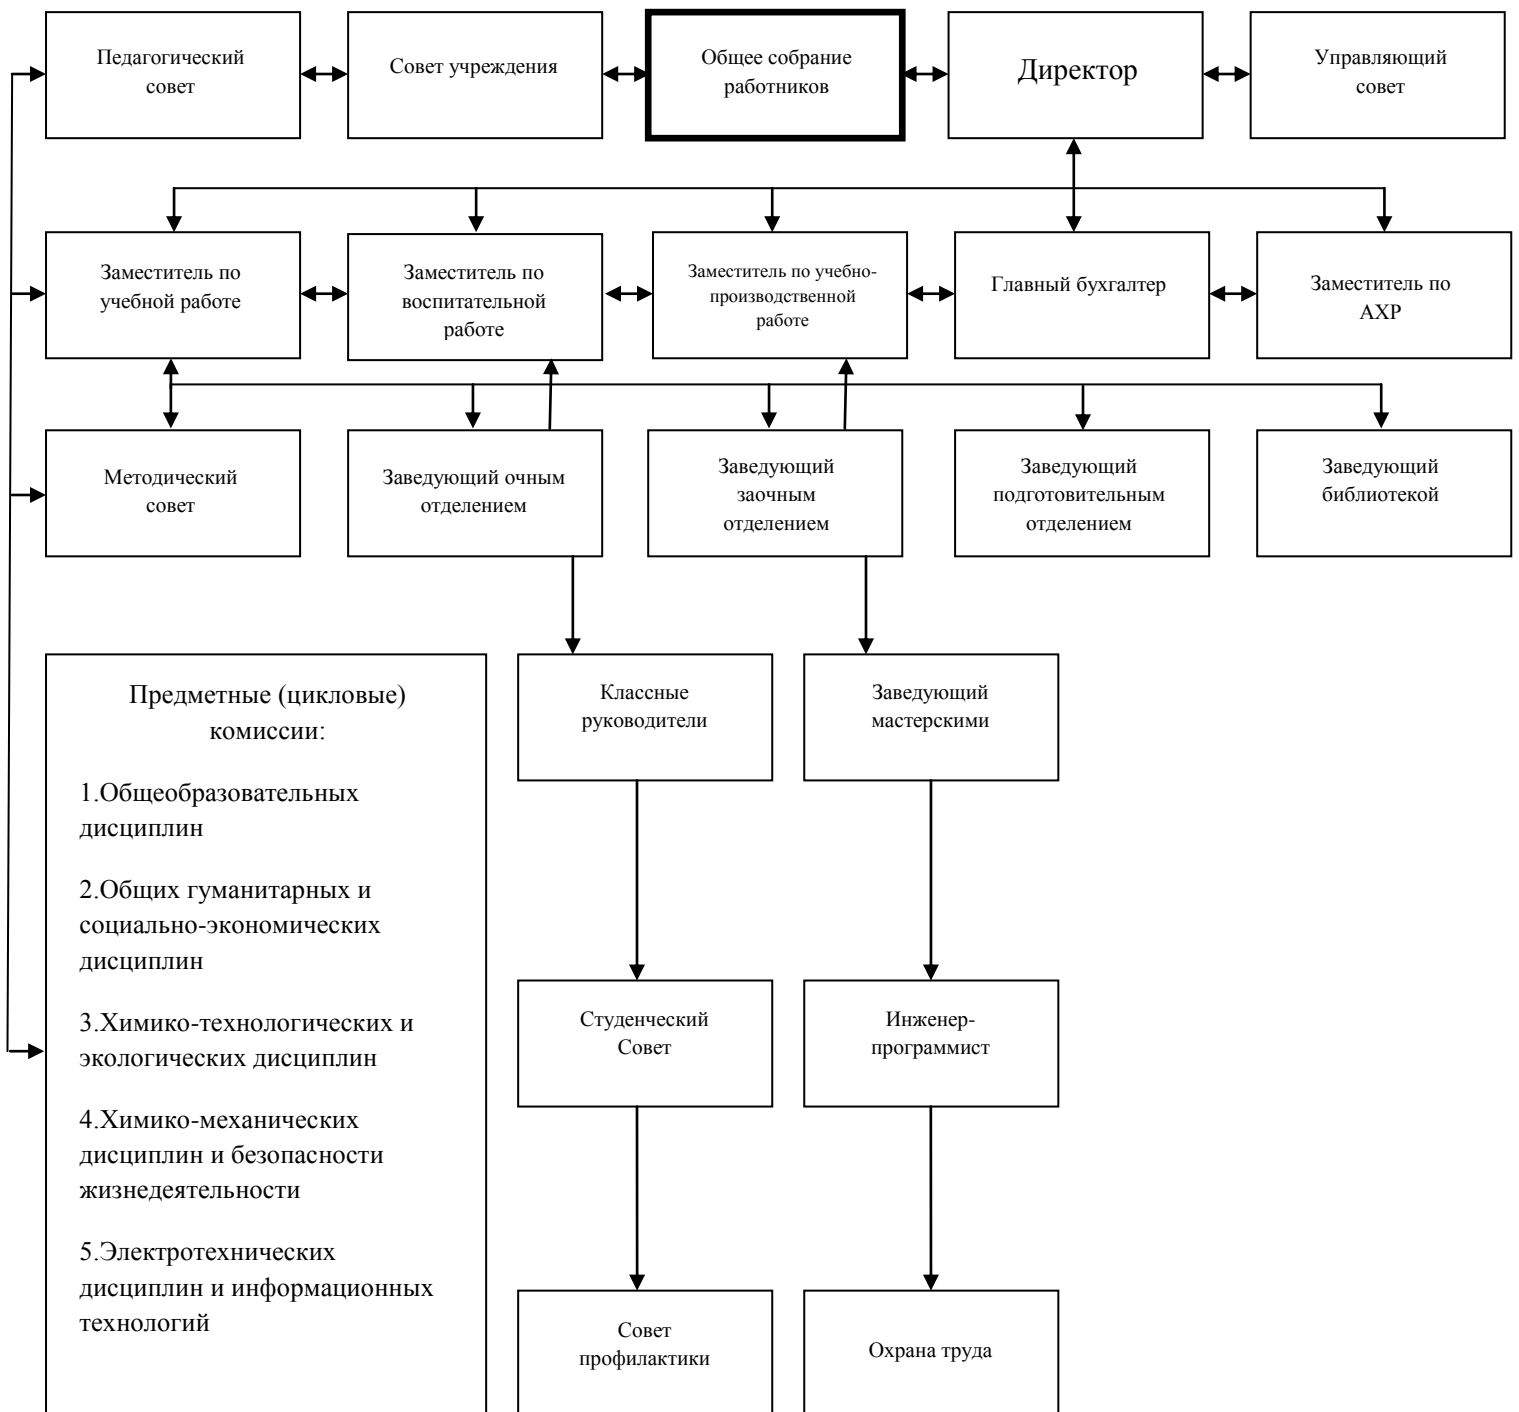 Педагогический
совет
Совет учреждения
Общее собрание
работников
Директор
Управляющий
совет
Заместитель по
учебной работе
Заместитель по
воспитательной
работе
Заместитель по учебно-
производственной
работе
Главный бухгалтер
Заместитель по
АХР
Методический
совет
Заведующий очным
отделением
Заведующий
заочным
отделением
Заведующий
подготовительным
отделением
Заведующий
библиотекой
Предметные (цикловые)
комиссии:
1.Общеобразовательных
дисциплин
2.Общих гуманитарных и
социально-экономических
дисциплин
3.Химико-технологических и
экологических дисциплин
4.Химико-механических
дисциплин и безопасности
жизнедеятельности
5.Электротехнических
дисциплин и информационных
технологий
Классные
руководители
Заведующий
мастерскими
Студенческий
Совет
Инженер-
программист
Совет
профилактики
Охрана труда